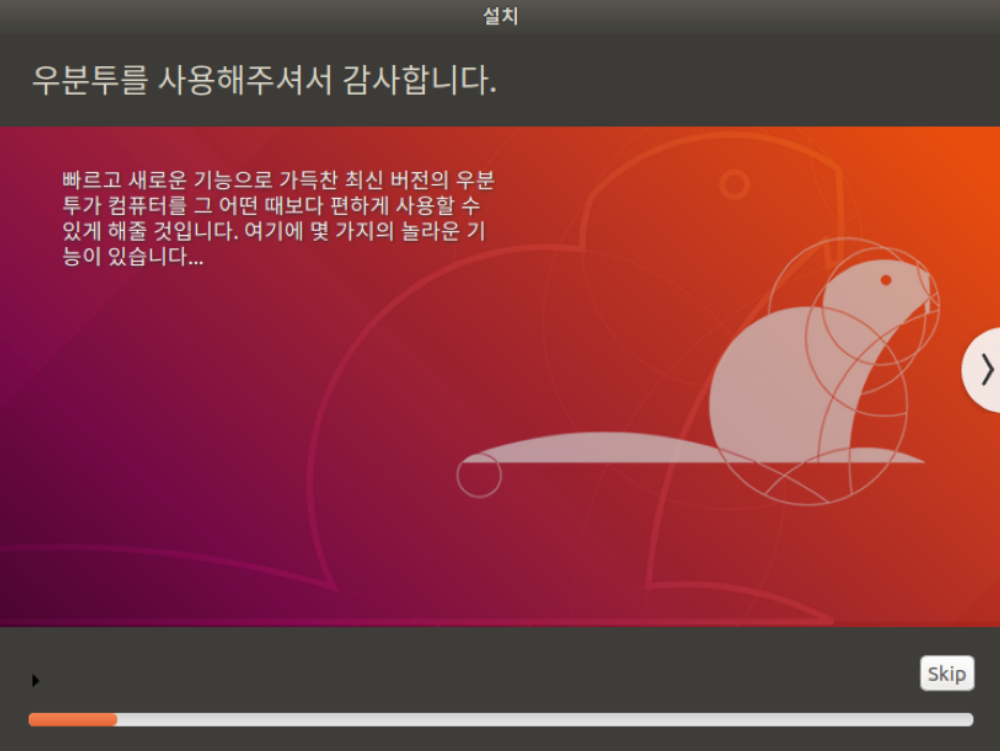 설치
우분투를 사용해주셔서 감사합니다.
빠르고 새로운 기능으로 가득찬 최신 버전의 우분
투가 컴퓨터를 그 어떤 때보다 편하게 사용할 수
있게 해줄 것입니다. 여기에 몇 가지의 놀라운 기
능이 있습니다...
Skip